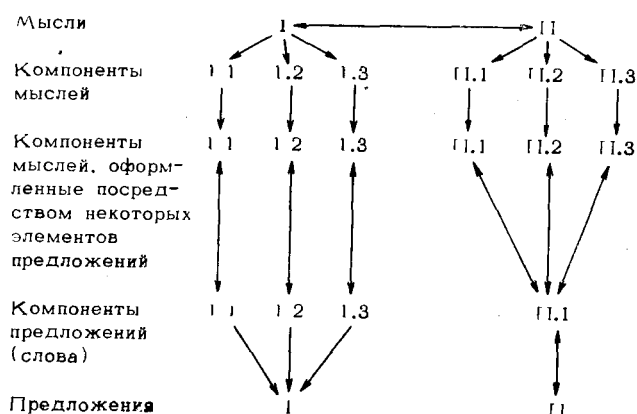 Мысли I II
Компоненты I.1 I.2 I.3 II.1 II.2 II.3
мыслей
Компоненты I.1 I.2 I.3 II.1 II.2 II.3
мыслей, оформ-
ленные посред-
ством некоторых
элементов
предложений
Компоненты I.1 I.2 I.3 II.1
предложений
(слова)
Предложения I II